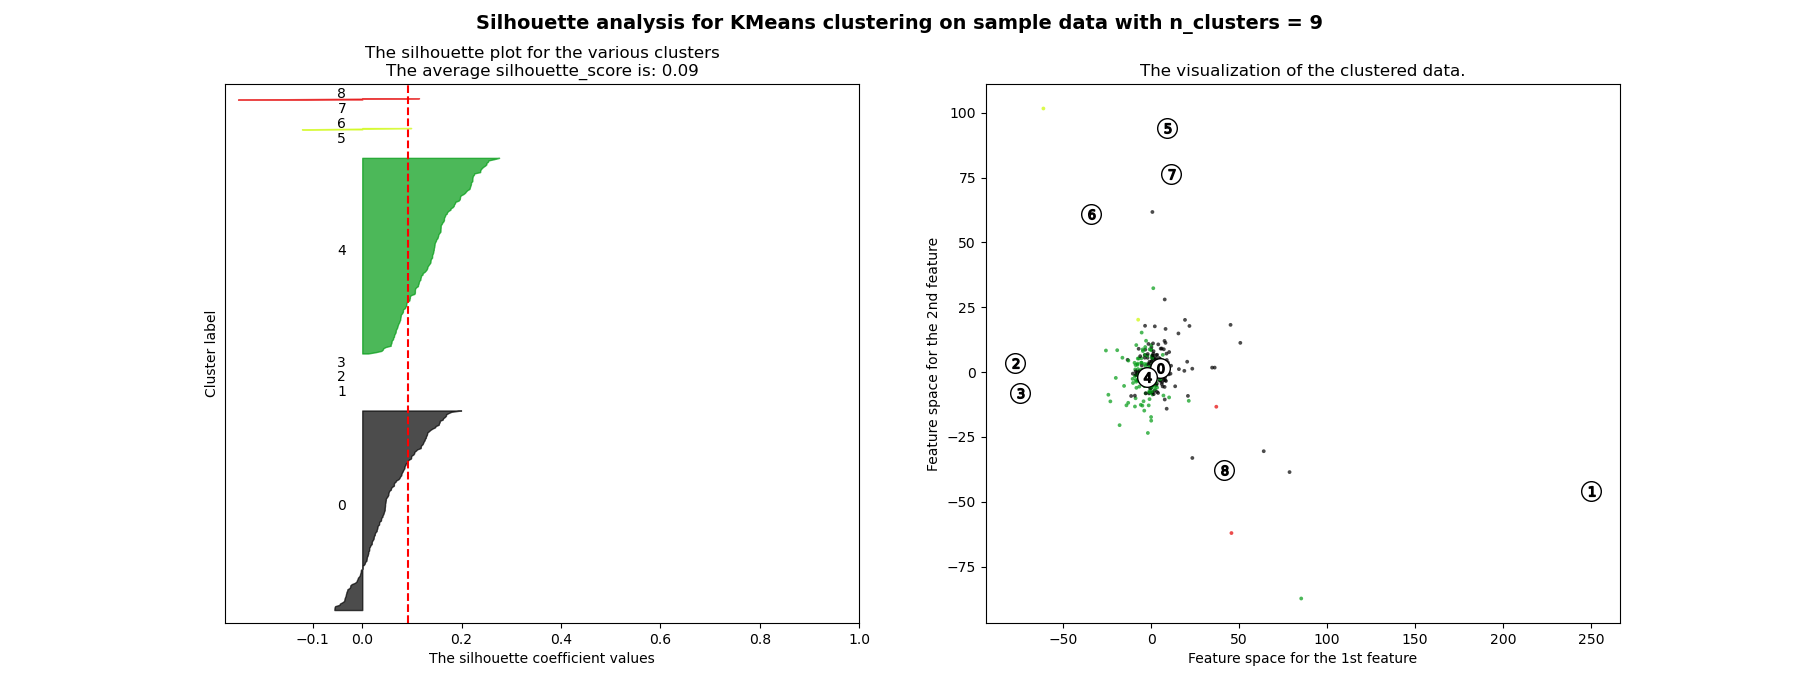 Silhouette analysis for KMeans clustering on sample data with n_clusters = 9
The silhouette plot for the various clusters
The average silhouette_score is: 0.09
8
7
6
5
4
3
2
1
0
Cluster label
−0.1 0.0 0.2 0.4 0.6 0.8 1.0
The silhouette coefficient values
The visualization of the clustered data.
100
75
50
25
0
−25
−50
−75
Feature space for the 2nd feature
5
7
6
2
0
4
3
8
1
−50 0 50 100 150 200 250
Feature space for the 1st feature